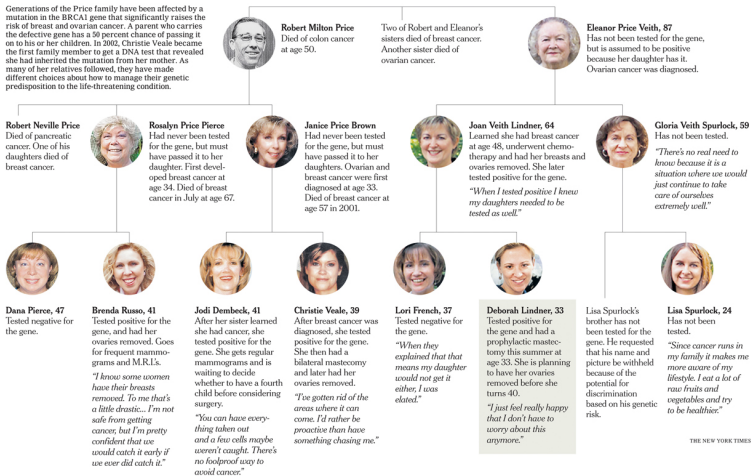 Generations of the Price family have been affected by a
mutation in the BRCA1 gene that significantly raises the
risk of breast and ovarian cancer. A parent who carries
the defective gene has a 50 percent chance of passing it
on to his or her children. In 2002, Christie Veale became
the first family member to get a DNA test that revealed
she had inherited the mutation from her mother. As
many of her relatives followed, they have made
different choices about how to manage their genetic
predisposition to the life-threatening condition.
Robert Milton Price
Died of colon cancer
at age 50.
Two of Robert and Eleanor's
sisters died of breast cancer.
Another sister died of
ovarian cancer.
Eleanor Price Veith, 87
Has not been tested for the gene,
but is assumed to be positive
because her daughter has it.
Ovarian cancer was diagnosed.
Robert Neville Price
Died of pancreatic
cancer. One of his
daughters died of
breast cancer.
Rosalyn Price Pierce
Had never been tested
for the gene, but must
have passed it to her
daughter. First devel-
oped breast cancer at
age 34. Died of breast
cancer in July at age 67.
Janice Price Brown
Had never been tested
for the gene, but must
have passed it to her
daughters. Ovarian and
breast cancer were first
diagnosed at age 33.
Died of breast cancer at
age 57 in 2001.
Joan Veith Lindner, 64
Learned she had breast cancer
at age 48, underwent chemo-
therapy and had her breasts and
ovaries removed. She later
tested positive for the gene.
"When I tested positive I knew
my daughters needed to be
tested as well."
Gloria Veith Spurlock, 59
Has not been tested.
"There's no real need to
know because it is a
situation where we would
just continue to take
care of ourselves
extremely well."
Dana Pierce, 47
Tested negative for
the gene.
Brenda Russo, 41
Tested positive for the
gene, and had her
ovaries removed. Goes
for frequent mammo-
grams and M.R.I.'s.
"I know some women
have their breasts
removed. To me that's
a little drastic... I'm not
safe from getting
cancer, but I'm pretty
confident that we
would catch it early if
we ever did catch it."
Jodi Dembeck, 41
After her sister learned
she had cancer, she
tested positive for the
gene. She gets regular
mammograms and is
waiting to decide
whether to have a fourth
child before considering
surgery.
"You can have every-
thing taken out
and a few cells maybe
weren't caught. There's
no foolproof way to
avoid cancer."
Christie Veale, 39
After breast cancer was
diagnosed, she tested
positive for the gene.
She then had a
bilateral mastecomy
and later had her
ovaries removed.
"I've gotten rid of the
areas where it can
come. I'd rather be
proactive than have
something chasing me."
Lori French, 37
Tested negative for
the gene.
"When they
explained that that
means my daughter
would not get it
either, I was
elated."
Deborah Lindner, 33
Tested positive for
the gene and had a
prophylactic mastec-
tomy this summer at
age 33. She is planning
to have her ovaries
removed before she
turns 40.
"I just feel really happy
that I don't have to
worry about this
anymore."
Lisa Spurlock's
brother has not
been tested for the
gene. He requested
that his name and
picture be withheld
because of the
potential for
discrimination
based on his genetic
risk.
Lisa Spurlock, 24
Has not been
tested.
"Since cancer runs in
my family it makes me
more aware of my
lifestyle. I eat a lot of
raw fruits and
vegetables and try
to be healthier."
THE NEW YORK TIMES